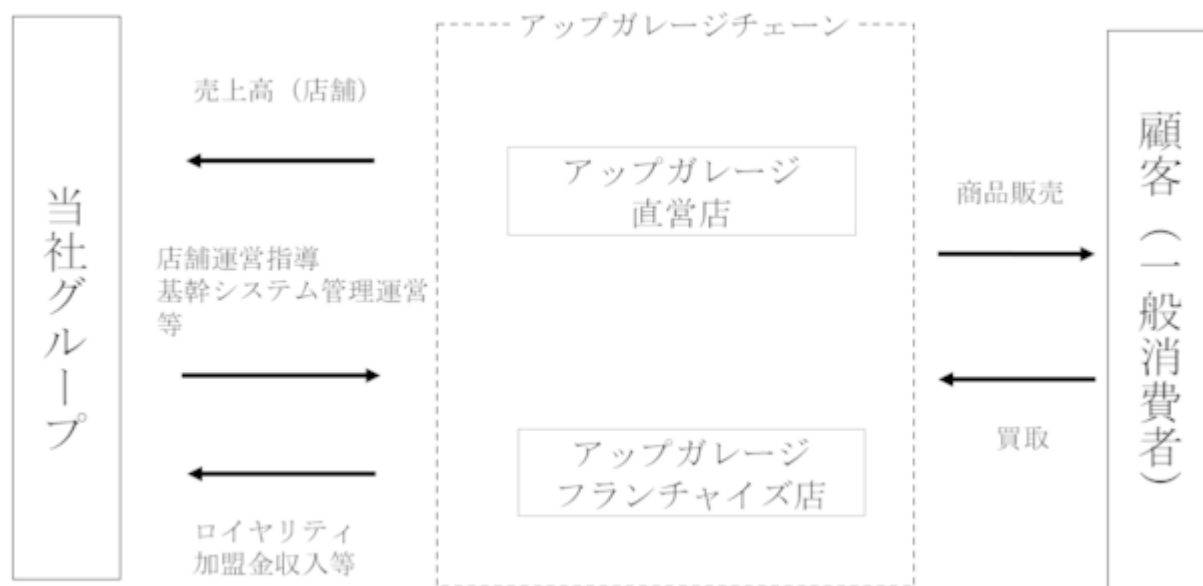 アップガレージチェーン
当社グループ
売上高（店舗）
店舗運営指導
基幹システム管理運営
等
ロイヤリティ
加盟金収入等
アップガレージ
直営店
アップガレージ
フランチャイズ店
商品販売
買取
顧客（一般消費者）